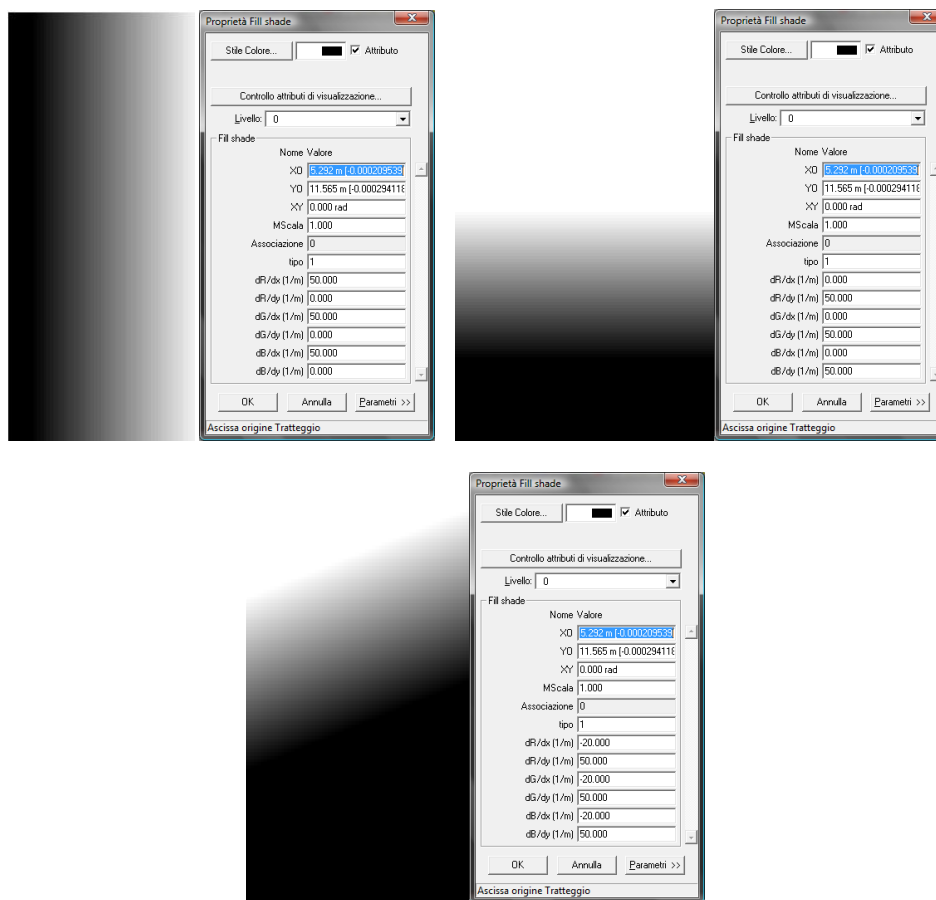 Proprietà Fill shade
Stile Colore... Attributo
Controllo attributi di visualizzazione...
Livello: 0
Fill shade
Nome Valore
X0 5.292 m [-0.000209539
Y0 11.565 m [-0.000294118
XY 0.000 rad
MScala 1.000
Associazione 0
tipo 1
dR/dx (1/m) 50.000
dR/dy (1/m) 0.000
dG/dx (1/m) 50.000
dG/dy (1/m) 0.000
dB/dx (1/m) 50.000
dB/dy (1/m) 0.000
OK Annulla Parametri >>
Ascissa origine Tratteggio
Proprietà Fill shade
Stile Colore... Attributo
Controllo attributi di visualizzazione...
Livello: 0
Fill shade
Nome Valore
X0 5.292 m [-0.000209539
Y0 11.565 m [-0.000294118
XY 0.000 rad
MScala 1.000
Associazione 0
tipo 1
dR/dx (1/m) 0.000
dR/dy (1/m) 50.000
dG/dx (1/m) 0.000
dG/dy (1/m) 50.000
dB/dx (1/m) 0.000
dB/dy (1/m) 50.000
OK Annulla Parametri >>
Ascissa origine Tratteggio
Proprietà Fill shade
Stile Colore... Attributo
Controllo attributi di visualizzazione...
Livello: 0
Fill shade
Nome Valore
X0 5.292 m [-0.000209539
Y0 11.565 m [-0.000294118
XY 0.000 rad
MScala 1.000
Associazione 0
tipo 1
dR/dx (1/m) -20.000
dR/dy (1/m) 50.000
dG/dx (1/m) -20.000
dG/dy (1/m) 50.000
dB/dx (1/m) -20.000
dB/dy (1/m) 50.000
OK Annulla Parametri >>
Ascissa origine Tratteggio